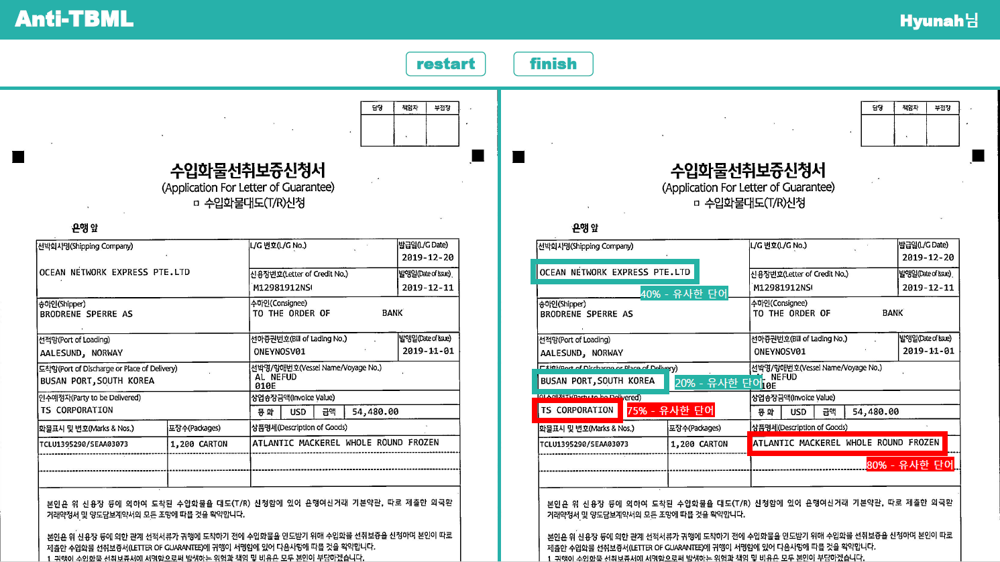 Anti-TBML
Hyunah님
restart
finish
담당 책임자 부점장
수입화물선취보증신청서
(Application For Letter of Guarantee)
□ 수입화물대도(T/R)신청
은행 앞
선박회사명(Shipping Company)
OCEAN NETWORK EXPRESS PTE.LTD
L/G 번호(L/G No.)
발급일(L/G Date)
2019-12-20
신용장번호(Letter of Credit No.)
M12981912NS
발행일(Date of Issue)
2019-12-11
송하인(Shipper)
BRODRENE SPERRE AS
수하인(Consignee)
TO THE ORDER OF BANK
선적항(Port of Loading)
AALESUND, NORWAY
선하증권번호(Bill of Lading No.)
ONEYNOSV01
발행일(Date of Issue)
2019-11-01
도착항(Port of Discharge or Place of Delivery)
BUSAN PORT,SOUTH KOREA
선박명/항해번호(Vessel Name/Voyage No.)
AL NEFUD
010E
인수예정자(Party to be Delivered)
TS CORPORATION
상업송장금액(Invoice Value)
통 화 USD 금액 54,480.00
화물표시 및 번호(Marks & Nos.)
포장수(Packages)
상품명세(Description of Goods)
TCLU1395290/SEAA03073
1,200 CARTON
ATLANTIC MACKEREL WHOLE ROUND FROZEN
본인은 위 신용장 등에 의하여 도착된 수입화물을 대도(T/R) 신청함에 있어 은행여신거래 기본약관, 따로 제출한 외국환
거래약정서 및 양도담보계약서의 모든 조항에 따를 것을 확약합니다.
본인은 위 신용장 등에 의한 관계 선적서류가 귀행에 도착하기 전에 수입화물을 인도받기 위해 수입화물 선취보증을 신청하며 본인이 따로
제출한 수입화물 선취보증서(LETTER OF GUARANTEE)에 귀행이 서명함에 있어 다음사항에 따를 것을 확약합니다.
1. 귀행이 수입화물 선취보증서에 서명함으로써 발생하는 위험과 책임 및 비용은 모두 본인이 부담하겠습니다.
담당 책임자 부점장
수입화물선취보증신청서
(Application For Letter of Guarantee)
□ 수입화물대도(T/R)신청
은행 앞
선박회사명(Shipping Company)
OCEAN NETWORK EXPRESS PTE.LTD
40% - 유사한 단어
L/G 번호(L/G No.)
발급일(L/G Date)
2019-12-20
신용장번호(Letter of Credit No.)
M12981912NS
발행일(Date of Issue)
2019-12-11
송하인(Shipper)
BRODRENE SPERRE AS
수하인(Consignee)
TO THE ORDER OF BANK
선적항(Port of Loading)
AALESUND, NORWAY
선하증권번호(Bill of Lading No.)
ONEYNOSV01
발행일(Date of Issue)
2019-11-01
도착항(Port of Discharge or Place of Delivery)
BUSAN PORT,SOUTH KOREA
20% - 유사한 단어
선박명/항해번호(Vessel Name/Voyage No.)
AL NEFUD
10E
인수예정자(Party to be Delivered)
TS CORPORATION
75% - 유사한 단어
상업송장금액(Invoice Value)
통 화 USD 금액 54,480.00
화물표시 및 번호(Marks & Nos.)
포장수(Packages)
상품명세(Description of Goods)
TCLU1395290/SEAA03073
1,200 CARTON
ATLANTIC MACKEREL WHOLE ROUND FROZEN
80% - 유사한 단어
본인은 위 신용장 등에 의하여 도착된 수입화물을 대도(T/R) 신청함에 있어 은행여신거래 기본약관, 따로 제출한 외국환
거래약정서 및 양도담보계약서의 모든 조항에 따를 것을 확약합니다.
본인은 위 신용장 등에 의한 관계 선적서류가 귀행에 도착하기 전에 수입화물을 인도받기 위해 수입화물 선취보증을 신청하며 본인이 따로
제출한 수입화물 선취보증서(LETTER OF GUARANTEE)에 귀행이 서명함에 있어 다음사항에 따를 것을 확약합니다.
1. 귀행이 수입화물 선취보증서에 서명함으로써 발생하는 위험과 책임 및 비용은 모두 본인이 부담하겠습니다.